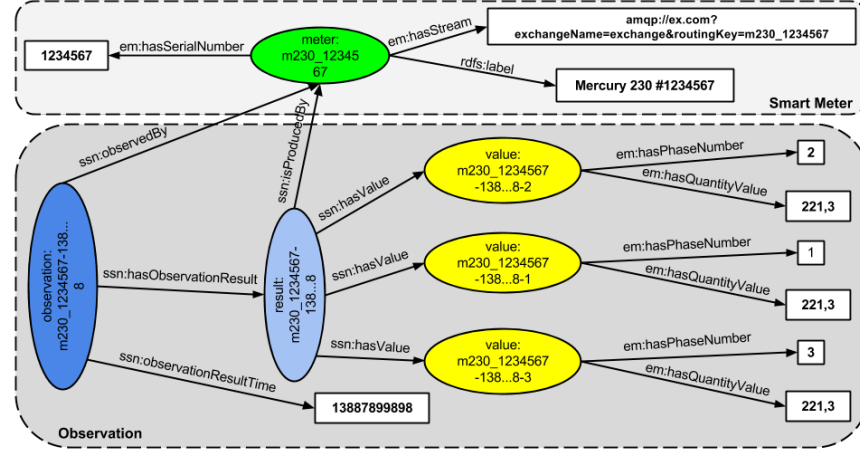 1234567
em:hasSerialNumber
meter:
m230_12345
67
em:hasStream
amqp://ex.com?
exchangeName=exchange&routingKey=m230_1234567
rdfs:label
Mercury 230 #1234567
Smart Meter
ssn:observedBy
ssn:isProducedBy
observation:
m230_1234567-138...
8
ssn:hasObservationResult
ssn:observationResultTime
13887899898
result:
m230_1234567-
138...8
ssn:hasValue
value:
m230_1234567
-138...8-2
em:hasPhaseNumber
2
em:hasQuantityValue
221,3
ssn:hasValue
value:
m230_1234567
-138...8-1
em:hasPhaseNumber
1
em:hasQuantityValue
221,3
ssn:hasValue
value:
m230_1234567
-138...8-3
em:hasPhaseNumber
3
em:hasQuantityValue
221,3
Observation